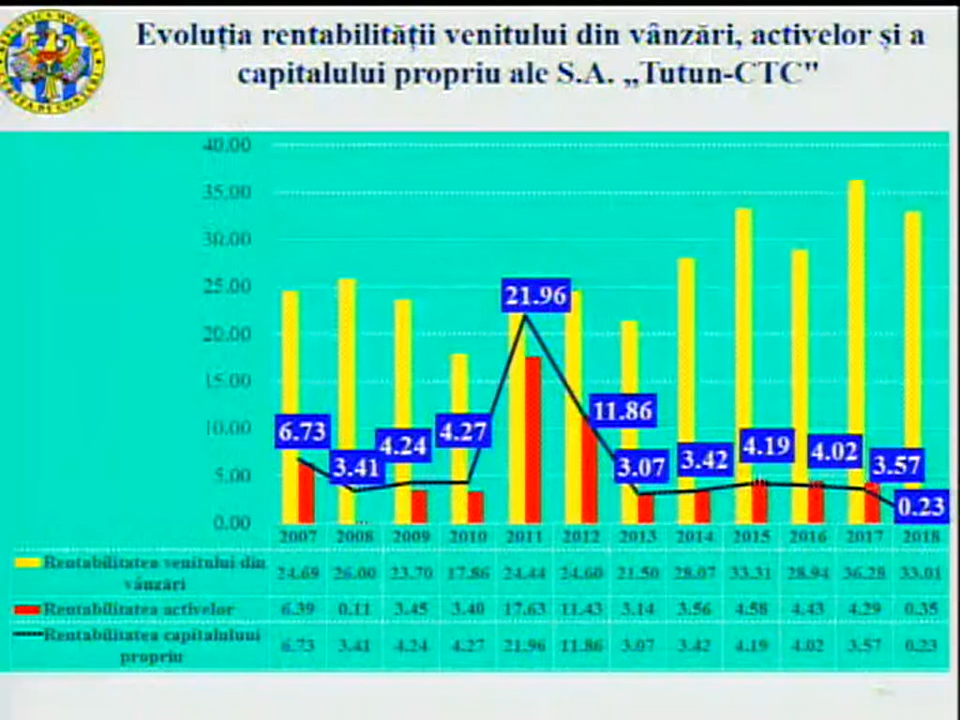 Evoluția rentabilității venitului din vânzări, activelor și a
capitalului propriu ale S.A. „Tutun-CTC"
40.00
35.00
30.00
25.00
20.00
15.00
10.00
5.00
0.00
21.96
11.86
6.73
4.27
4.24
3.41
3.07
3.42
4.19
4.02
3.57
0.23
2007 2008 2009 2010 2011 2012 2013 2014 2015 2016 2017 2018
Rentabilitatea venitului din
vânzări
24.69 26.00 23.70 17.86 24.44 24.60 21.50 28.07 33.31 28.94 36.28 33.01
Rentabilitatea activelor 6.39 0.11 3.45 3.40 17.63 11.43 3.14 3.56 4.58 4.43 4.29 0.35
Rentabilitatea capitalului
propriu
6.73 3.41 4.24 4.27 21.96 11.86 3.07 3.42 4.19 4.02 3.57 0.23